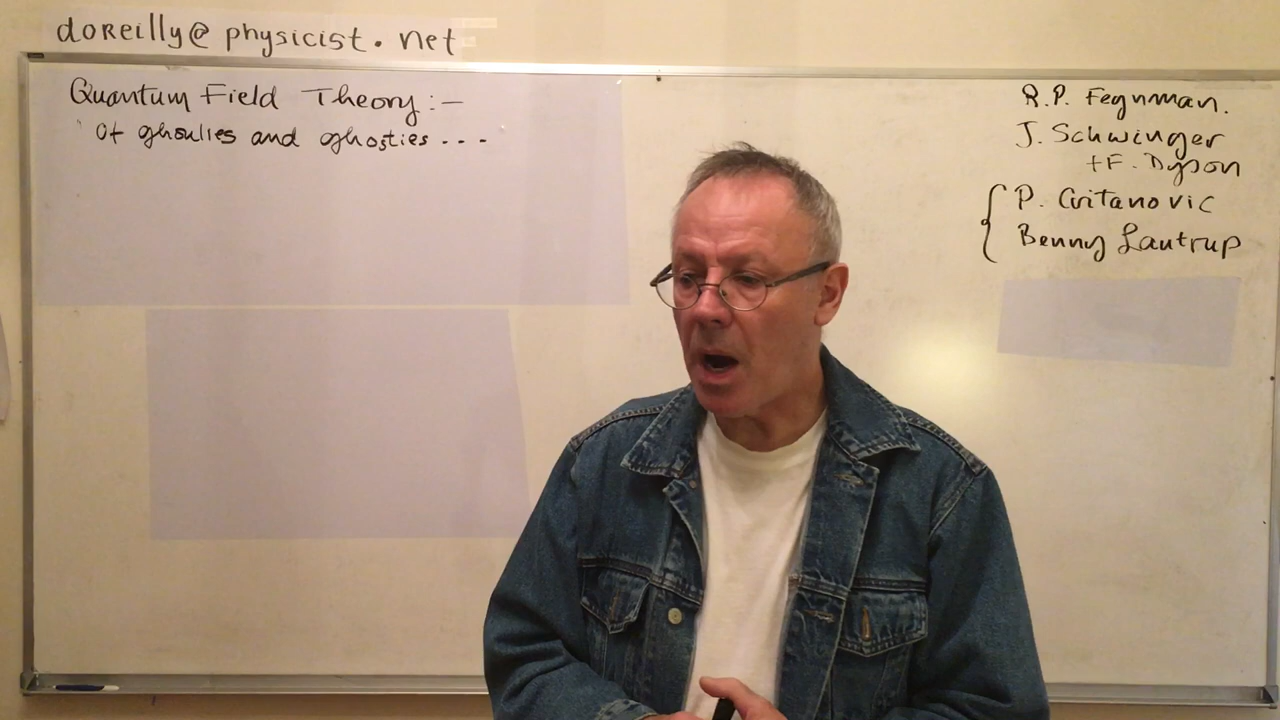 doreilly@physicist.net
Quantum Field Theory:-
" Of ghoulies and ghosties ---
R.P. Feynman.
J. Schwinger
+F. Dyson
P. Cvitanovic
Benny Lautrup